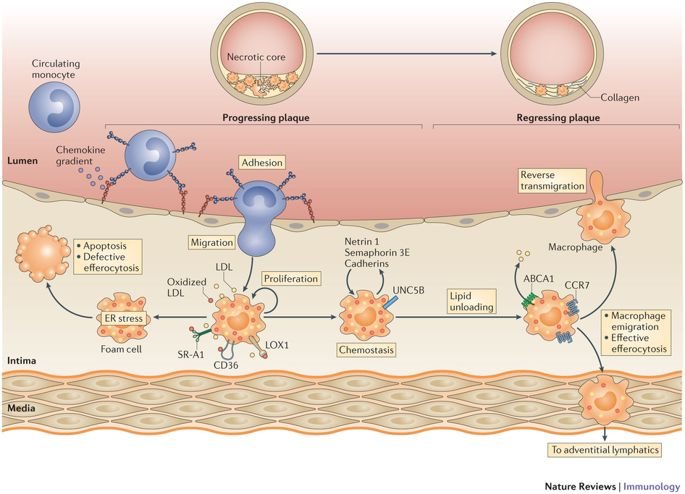 Circulating
monocyte
Necrotic core
Collagen
Progressing plaque
Regressing plaque
Chemokine
gradient
Lumen
Adhesion
Reverse
transmigration
Migration
Macrophage
• Apoptosis
• Defective
efferocytosis
Netrin 1
Semaphorin 3E
Cadherins
LDL
Oxidized
LDL
Proliferation
UNC5B
Lipid
unloading
ABCA1
CCR7
ER stress
Foam cell
SR-A1
CD36
LOX1
Chemostasis
• Macrophage
emigration
• Effective
efferocytosis
Intima
Media
To adventitial lymphatics
Nature Reviews | Immunology